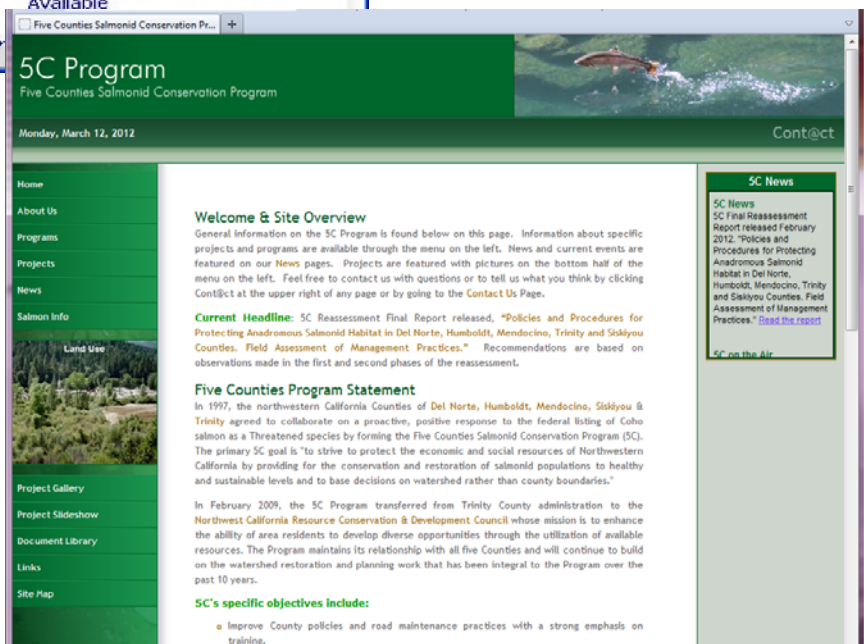 Available
Five Counties Salmonid Conservation Pr...
5C Program
Five Counties Salmonid Conservation Program
Monday, March 12, 2012
Cont@ct
Home
About Us
Programs
Projects
News
Salmon Info
Land Use
Project Gallery
Project Slideshow
Document Library
Links
Site Map
Welcome & Site Overview
General information on the 5C Program is found below on this page. Information about specific
projects and programs are available through the menu on the left. News and current events are
featured on our News pages. Projects are featured with pictures on the bottom half of the
menu on the left. Feel free to contact us with questions or to tell us what you think by clicking
Cont@ct at the upper right of any page or by going to the Contact Us Page.
Current Headline: 5C Reassessment Final Report released, "Policies and Procedures for
Protecting Anadromous Salmonid Habitat in Del Norte, Humboldt, Mendocino, Trinity and Siskiyou
Counties. Field Assessment of Management Practices." Recommendations are based on
observations made in the first and second phases of the reassessment.
Five Counties Program Statement
In 1997, the northwestern California Counties of Del Norte, Humboldt, Mendocino, Siskiyou &
Trinity agreed to collaborate on a proactive, positive response to the federal listing of Coho
salmon as a Threatened species by forming the Five Counties Salmonid Conservation Program (5C).
The primary 5C goal is "to strive to protect the economic and social resources of Northwestern
California by providing for the conservation and restoration of salmonid populations to healthy
and sustainable levels and to base decisions on watershed rather than county boundaries."
In February 2009, the 5C Program transferred from Trinity County administration to the
Northwest California Resource Conservation & Development Council whose mission is to enhance
the ability of area residents to develop diverse opportunities through the utilization of available
resources. The Program maintains its relationship with all five Counties and will continue to build
on the watershed restoration and planning work that has been integral to the Program over the
past 10 years.
5C's specific objectives include:
Improve County policies and road maintenance practices with a strong emphasis on
training.
5C News
5C News
5C Final Reassessment
Report released February
2012. "Policies and
Procedures for Protecting
Anadromous Salmonid
Habitat in Del Norte,
Humboldt, Mendocino, Trinity
and Siskiyou Counties. Field
Assessment of Management
Practices." Read the report
5C on the Air